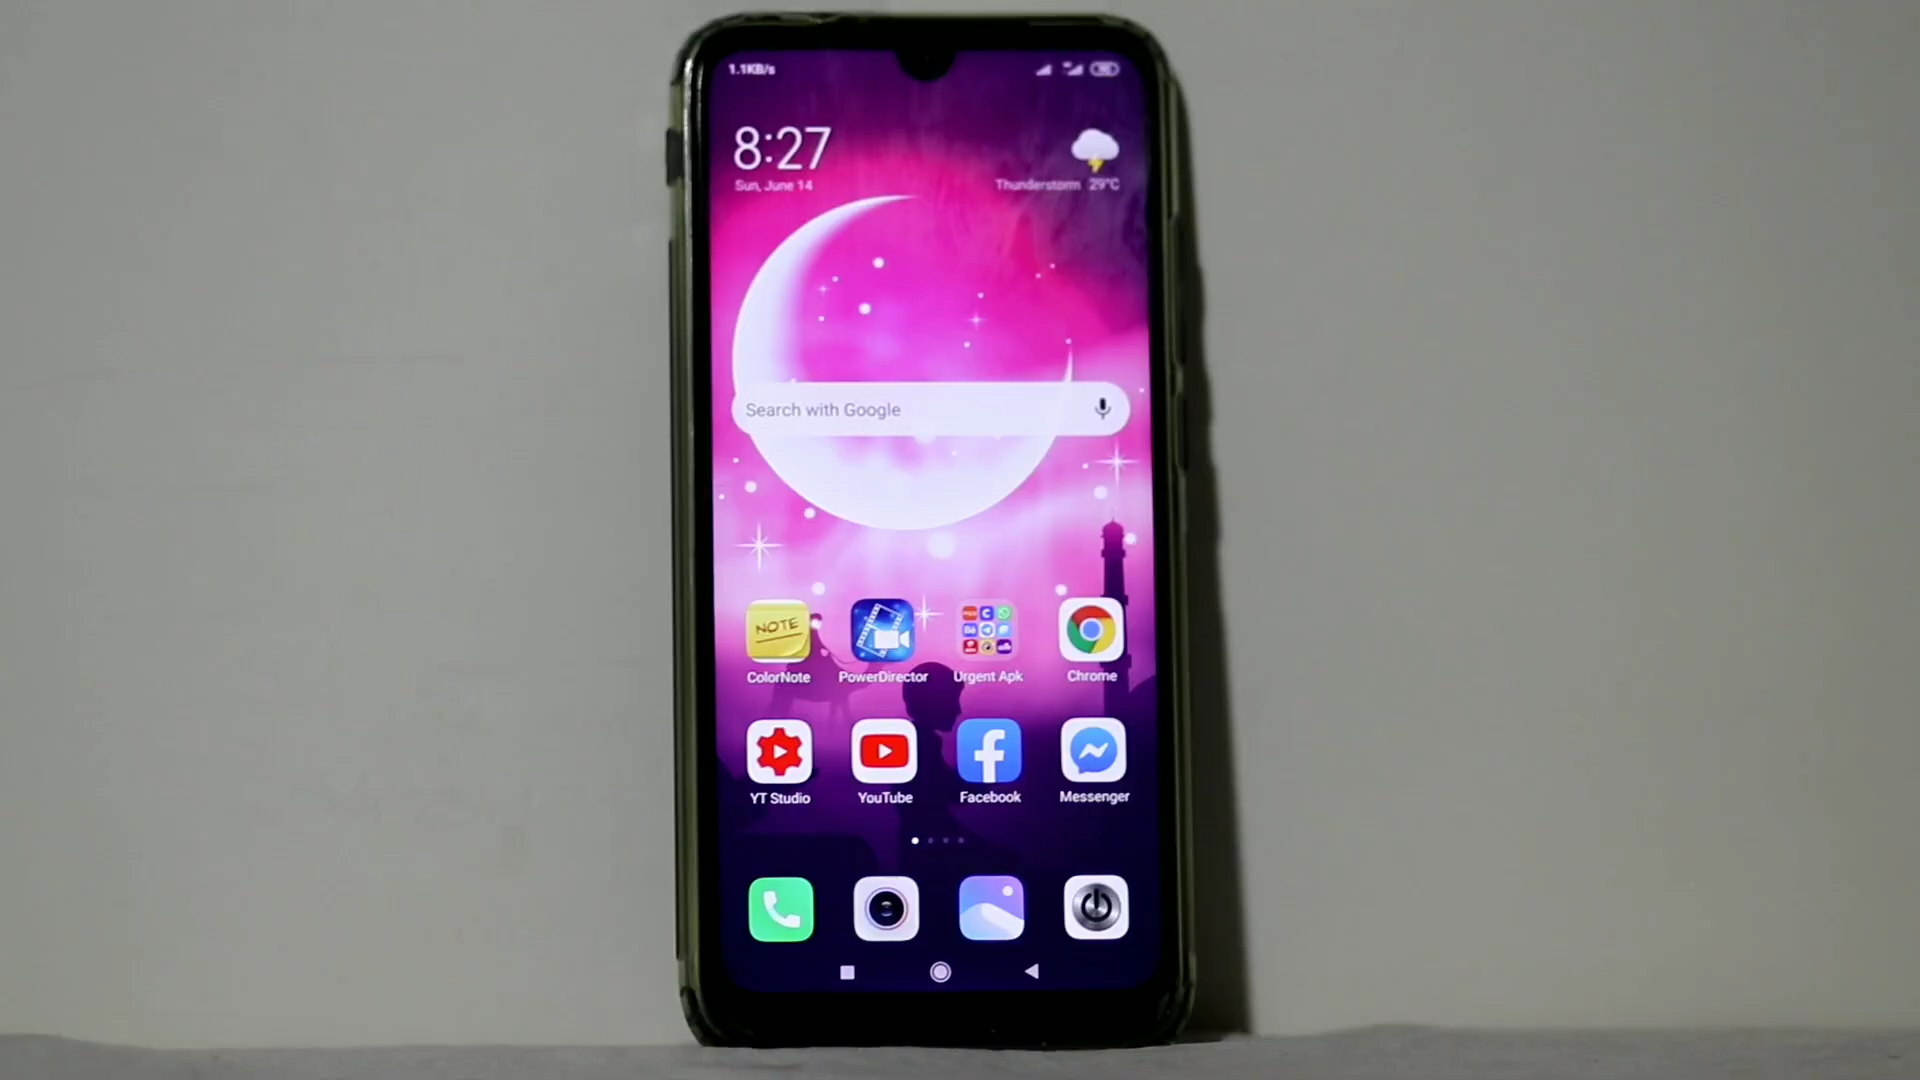 1.1KB/s
8:27
Sun, June 14
Thunderstorm 29°C
Search with Google
NOTE
ColorNote
PowerDirector
Urgent Apk
Chrome
YT Studio
YouTube
Facebook
Messenger